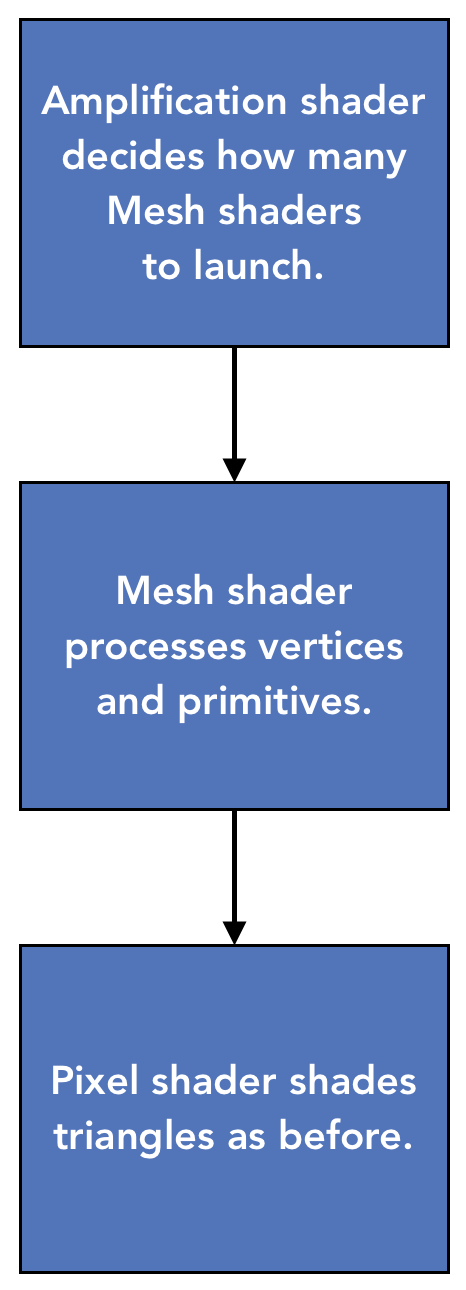 Amplification shader
decides how many
Mesh shaders
to launch.
Mesh shader
processes vertices
and primitives.
Pixel shader shades
triangles as before.